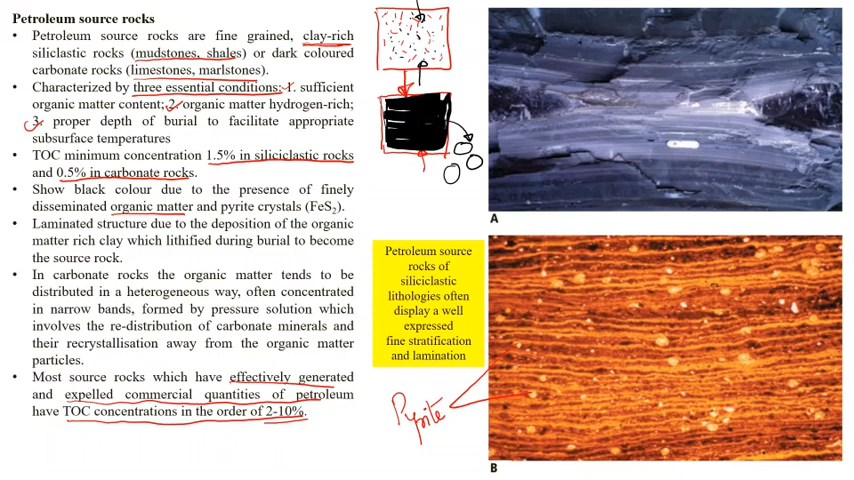 Petroleum source rocks
• Petroleum source rocks are fine grained, clay-rich
siliclastic rocks (mudstones, shales) or dark coloured
carbonate rocks (limestones, marlstones).
• Characterized by three essential conditions: 1. sufficient
organic matter content; 2. organic matter hydrogen-rich;
3. proper depth of burial to facilitate appropriate
subsurface temperatures
• TOC minimum concentration 1.5% in siliciclastic rocks
and 0.5% in carbonate rocks.
• Show black colour due to the presence of finely
disseminated organic matter and pyrite crystals (FeS₂).
• Laminated structure due to the deposition of the organic
matter rich clay which lithified during burial to become
the source rock.
• In carbonate rocks the organic matter tends to be
distributed in a heterogeneous way, often concentrated
in narrow bands, formed by pressure solution which
involves the re-distribution of carbonate minerals and
their recrystallisation away from the organic matter
particles.
• Most source rocks which have effectively generated
and expelled commercial quantities of petroleum
have TOC concentrations in the order of 2-10%.
Petroleum source
rocks of
siliciclastic
lithologies often
display a well
expressed
fine stratification
and lamination
Pyrite
A
B